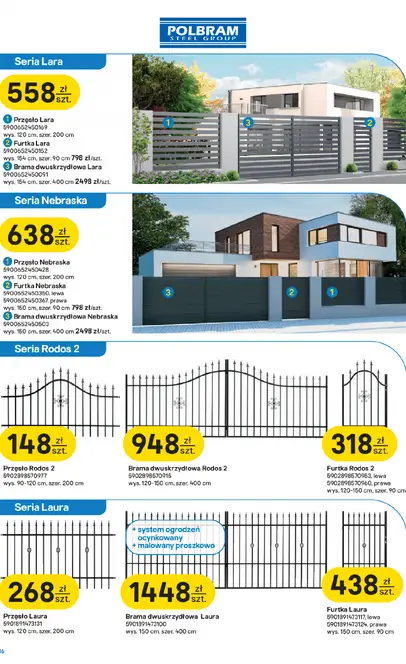 POLBRAM
STEEL GROUP
Seria Lara
558 zł
szt.
1 Przęsło Lara
5900652450169
wys. 120 cm, szer. 200 cm
2 Furtka Lara
5900652450152
wys. 154 cm, szer. 90 cm 798 zł/szt.
3 Brama dwuskrzydłowa Lara
5900652450091
wys. 154 cm, szer. 400 cm 2498 zł/szt.
1
3
2
Seria Nebraska
638 zł
szt.
1 Przęsło Nebraska
5900652450428
wys. 120 cm, szer. 200 cm
2 Furtka Nebraska
5900652450350, lewa
5900652450367, prawa
wys. 150 cm, szer. 90 cm 798 zł/szt.
3 Brama dwuskrzydłowa Nebraska
5900652450503
wys. 150 cm, szer. 400 cm 2498 zł/szt.
3
2
1
Seria Rodos 2
148 zł
szt.
Przęsło Rodos 2
5902898570977
wys. 90-120 cm, szer. 200 cm
948 zł
szt.
Brama dwuskrzydłowa Rodos 2
5902898570915
wys. 120-150 cm, szer. 400 cm
318 zł
szt.
Furtka Rodos 2
5902898570953, lewa
5902898570960, prawa
wys. 120-150 cm, szer. 90 cm
Seria Laura
+ system ogrodzeń
ocynkowany
+ malowany proszkowo
268 zł
szt.
Przęsło Laura
5901891473131
wys. 120 cm, szer. 200 cm
1448 zł
szt.
Brama dwuskrzydłowa Laura
5901891473100
wys. 150 cm, szer. 400 cm
438 zł
szt.
Furtka Laura
5901891473117, lewa
5901891473124, prawa
wys. 150 cm, szer. 90 cm